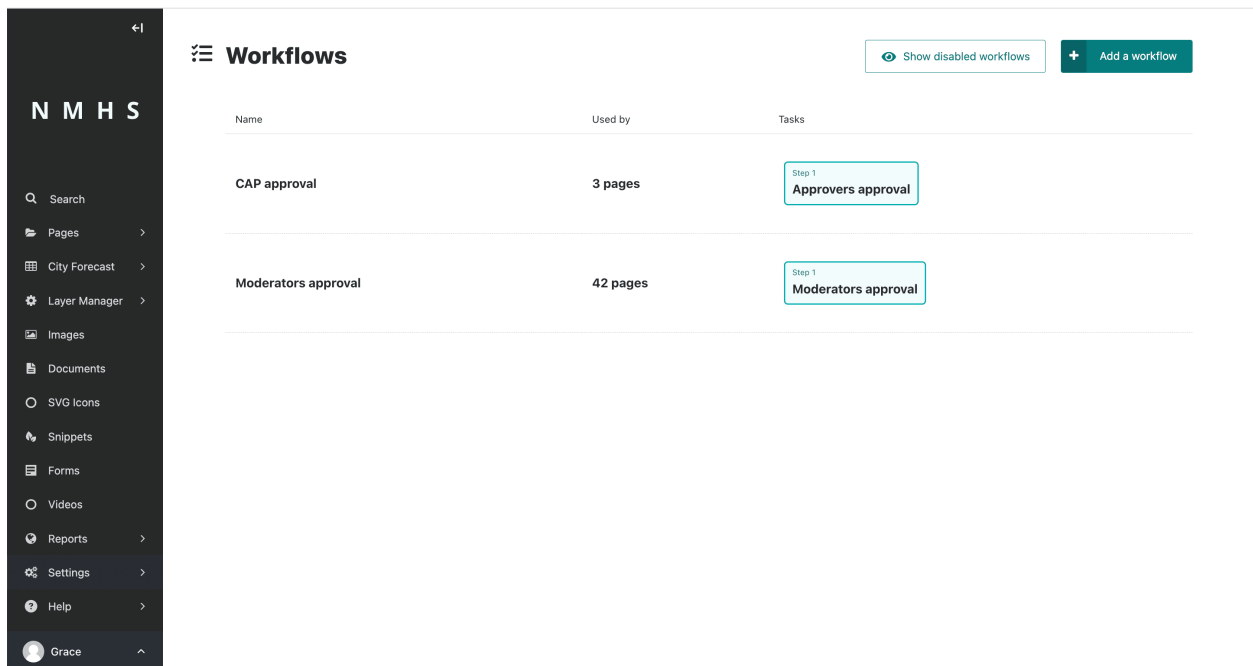 Workflows
Show disabled workflows
Add a workflow
N M H S
Search
Pages
City Forecast
Layer Manager
Images
Documents
SVG Icons
Snippets
Forms
Videos
Reports
Settings
Help
Grace
Name Used by Tasks
CAP approval 3 pages
Step 1
Approvers approval
Moderators approval 42 pages
Step 1
Moderators approval